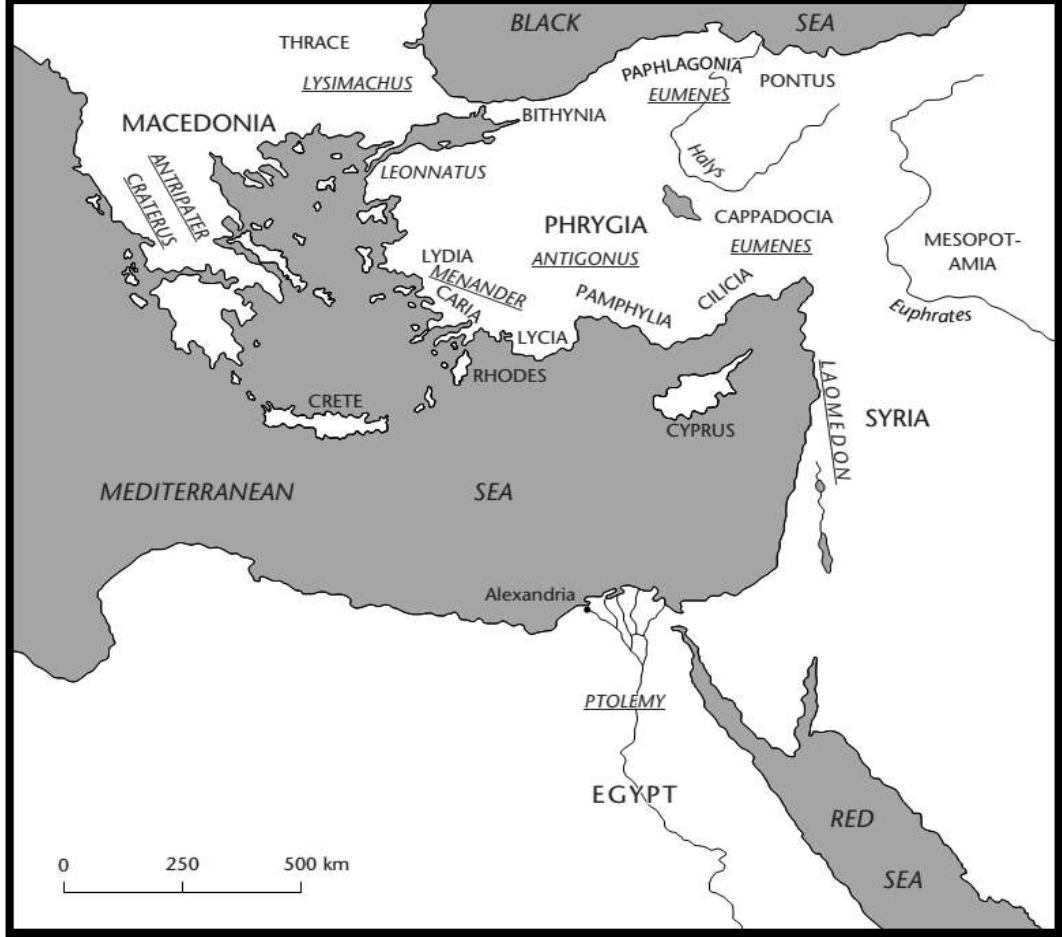 BLACK SEA
THRACE
LYSIMACHUS
PAPHLAGONIA
EUMENES
PONTUS
MACEDONIA
BITHYNIA
ANTRIPATER
CRATERUS
LEONNATUS
Halys
PHRYGIA
ANTIGONUS
CAPPADOCIA
EUMENES
MESOPOT-
AMIA
Euphrates
LYDIA
MENANDER
CARIA
PAMPHYLIA
CILICIA
LYCIA
RHODES
CRETE
CYPRUS
LAOMEDON
SYRIA
MEDITERRANEAN SEA
Alexandria
PTOLEMY
EGYPT
RED
SEA
0 250 500 km